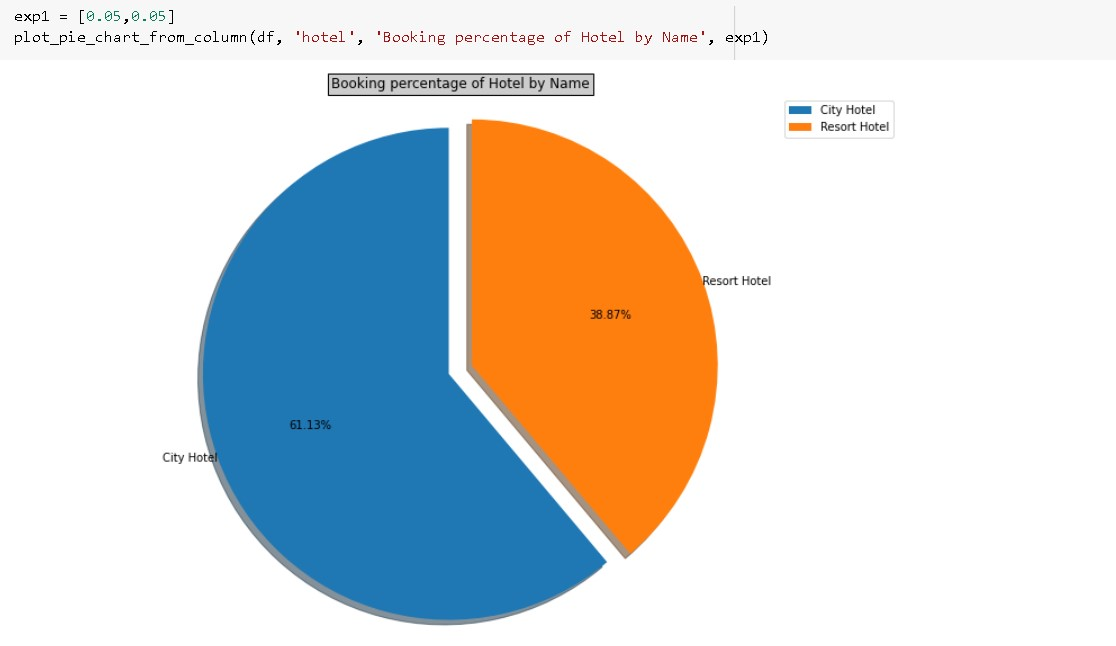 exp1 = [0.05,0.05]
plot_pie_chart_from_column(df, 'hotel', 'Booking percentage of Hotel by Name', exp1)
Booking percentage of Hotel by Name
City Hotel
Resort Hotel
Resort Hotel
38.87%
61.13%
City Hotel